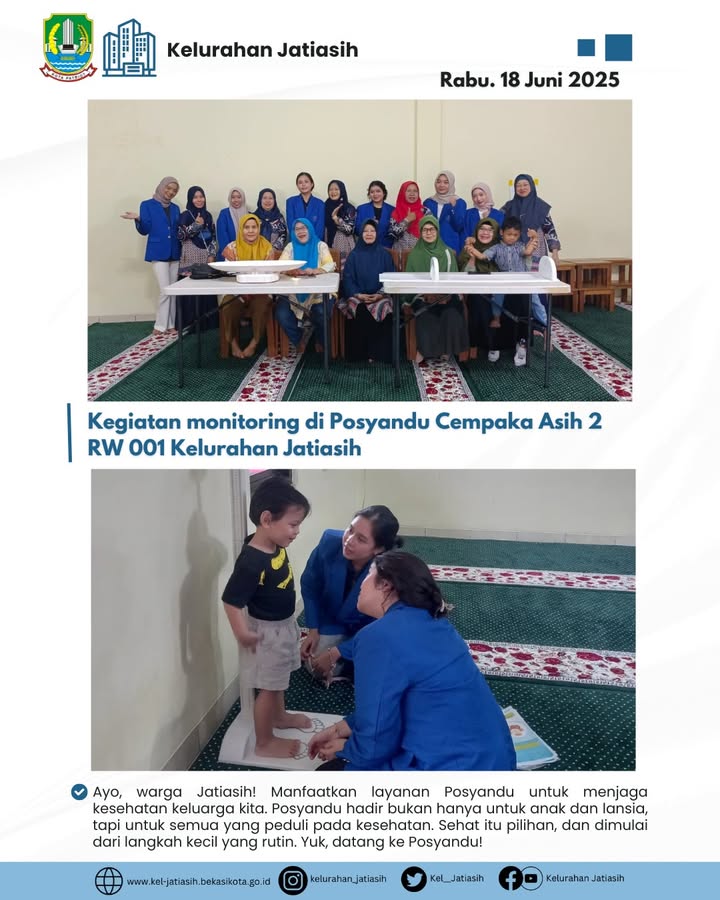 Kelurahan Jatiasih
Rabu. 18 Juni 2025
Kegiatan monitoring di Posyandu Cempaka Asih 2
RW 001 Kelurahan Jatiasih
Ayo, warga Jatiasih! Manfaatkan layanan Posyandu untuk menjaga
kesehatan keluarga kita. Posyandu hadir bukan hanya untuk anak dan lansia,
tapi untuk semua yang peduli pada kesehatan. Sehat itu pilihan, dan dimulai
dari langkah kecil yang rutin. Yuk, datang ke Posyandu!
www.kel-jatiasih.bekasikota.go.id
kelurahan_jatiasih
Kel__Jatiasih
Kelurahan Jatiasih